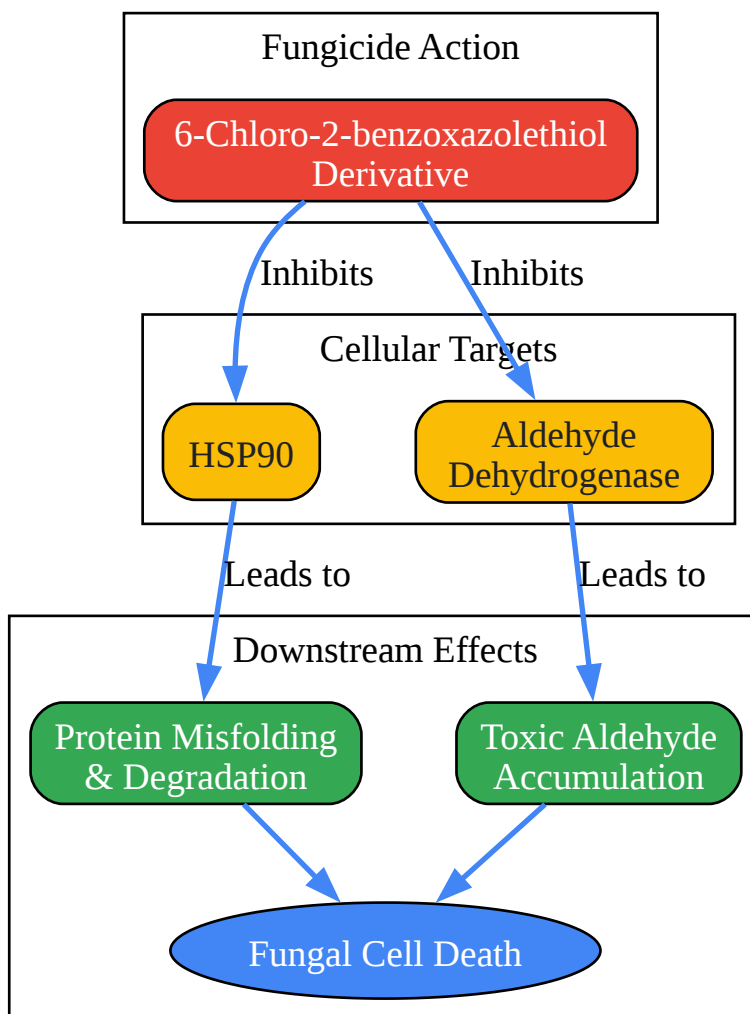 Fungicide Action
6-Chloro-2-benzoxazolethiol
Derivative
Inhibits
Inhibits
Cellular Targets
HSP90
Aldehyde
Dehydrogenase
Leads to
Leads to
Downstream Effects
Protein Misfolding
& Degradation
Toxic Aldehyde
Accumulation
Fungal Cell Death